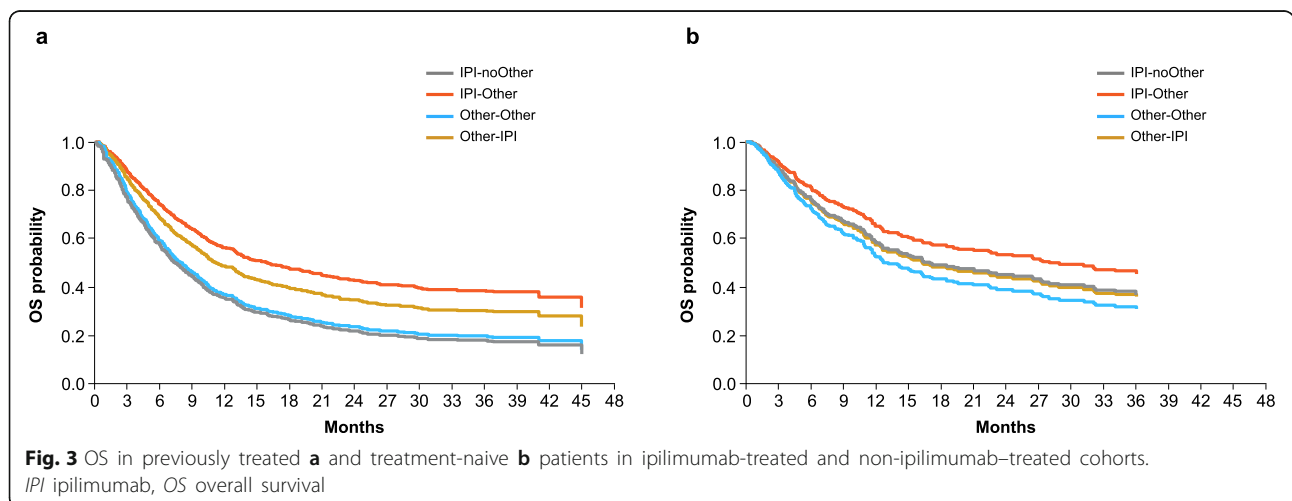 a
IPI-noOther
IPI-Other
Other-Other
Other-IPI
OS probability
1.0
0.8
0.6
0.4
0.2
0.0
0 3 6 9 12 15 18 21 24 27 30 33 36 39 42 45 48
Months
b
IPI-noOther
IPI-Other
Other-Other
Other-IPI
OS probability
1.0
0.8
0.6
0.4
0.2
0.0
0 3 6 9 12 15 18 21 24 27 30 33 36 39 42 45 48
Months
Fig. 3 OS in previously treated a and treatment-naive b patients in ipilimumab-treated and non-ipilimumab–treated cohorts.
IPI ipilimumab, OS overall survival